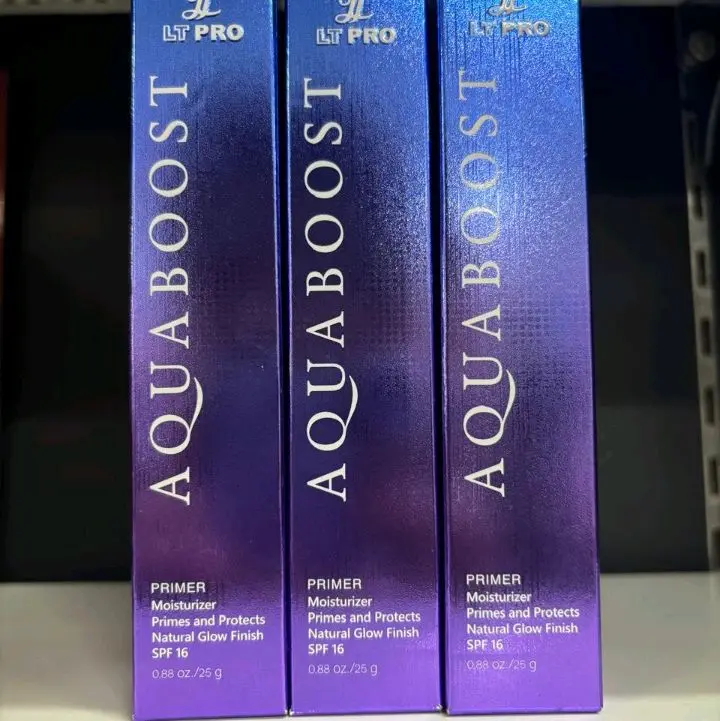 LT PRO
AQUABOOST
PRIMER
Moisturizer
Primes and Protects
Natural Glow Finish
SPF 16
0.88 oz./25 g
LT PRO
AQUABOOST
PRIMER
Moisturizer
Primes and Protects
Natural Glow Finish
SPF 16
0.88 oz./25 g
LT PRO
AQUABOOST
PRIMER
Moisturizer
Primes and Protects
Natural Glow Finish
SPF 16
0.88 oz./25 g